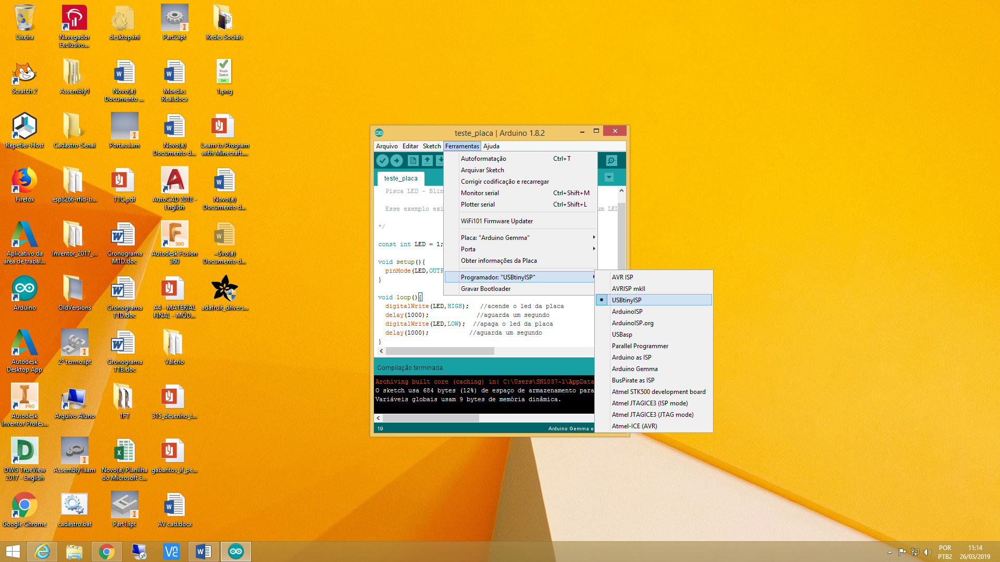 Lixeira
Navegador
Exclusivo...
desktop.ini
Part2.ipt
Redes Sociais
Scratch 2
Assembly1
Novo(a)
Documento ...
Moedas
Real.docx
Finish
Sketch
Exit
1.png
Repetier-Host
Cadastro-Senai
Portao.iam
Novo(a)
Documento d...
Learn to Program
with Minecraft....
Firefox
esp8266-rfid-b...
T1C.pdf
AutoCAD 2018 -
English
Novo(a)
Documento d...
Aplicativo da
área de trabal...
Inventor_2017_...
Cronograma
M1D.doc
360
Autodesk Fusion
360
~$vo(a)
Documento d...
Arduino
OldVersions
Cronograma
T1D.doc
A4 - MATERIAL
FINAL - MÓD...
adafruit_drivers...
Autodesk
Desktop App
2º termo.ipt
Cronograma
T1B.doc
Valerio
PRO
Autodesk
Inventor Profes...
Arquivo Aluno
1FT
315_desenho_t...
DWG TrueView
2017 - English
Assembly1.iam
Novo(a) Planilha
do Microsoft E...
gabaritos_if_pe...
Google Chrome
cadastro.bat
Part1.ipt
AV cad.docx
teste_placa | Arduino 1.8.2
Arquivo Editar Sketch Ferramentas Ajuda
teste_placa
Pisca LED - Blin
Esse exemplo exi
um LED
*/
const int LED = 1;
void setup(){
pinMode(LED,OUTP
}
void loop(){
digitalWrite(LED,HIGH); //acende o led da placa
delay(1000); //aguarda um segundo
digitalWrite(LED,LOW); //apaga o led da placa
delay(1000); //aguarda um segundo
}
Compilação terminada.
Archiving built core (caching) in: C:\Users\SN1037~1\AppData
O sketch usa 684 bytes (12%) de espaço de armazenamento para
Variáveis globais usam 9 bytes de memória dinâmica.
19
Arduino Gemma e
Autoformatação Ctrl+T
Arquivar Sketch
Corrigir codificação e recarregar
Monitor serial Ctrl+Shift+M
Plotter serial Ctrl+Shift+L
WiFi101 Firmware Updater
Placa: "Arduino Gemma"
Porta
Obter informações da Placa
Programador: "USBtinyISP"
Gravar Bootloader
AVR ISP
AVRISP mkII
USBtinyISP
ArduinoISP
ArduinoISP.org
USBasp
Parallel Programmer
Arduino as ISP
Arduino Gemma
BusPirate as ISP
Atmel STK500 development board
Atmel JTAGICE3 (ISP mode)
Atmel JTAGICE3 (JTAG mode)
Atmel-ICE (AVR)
POR
PTB2
11:14
26/03/2019